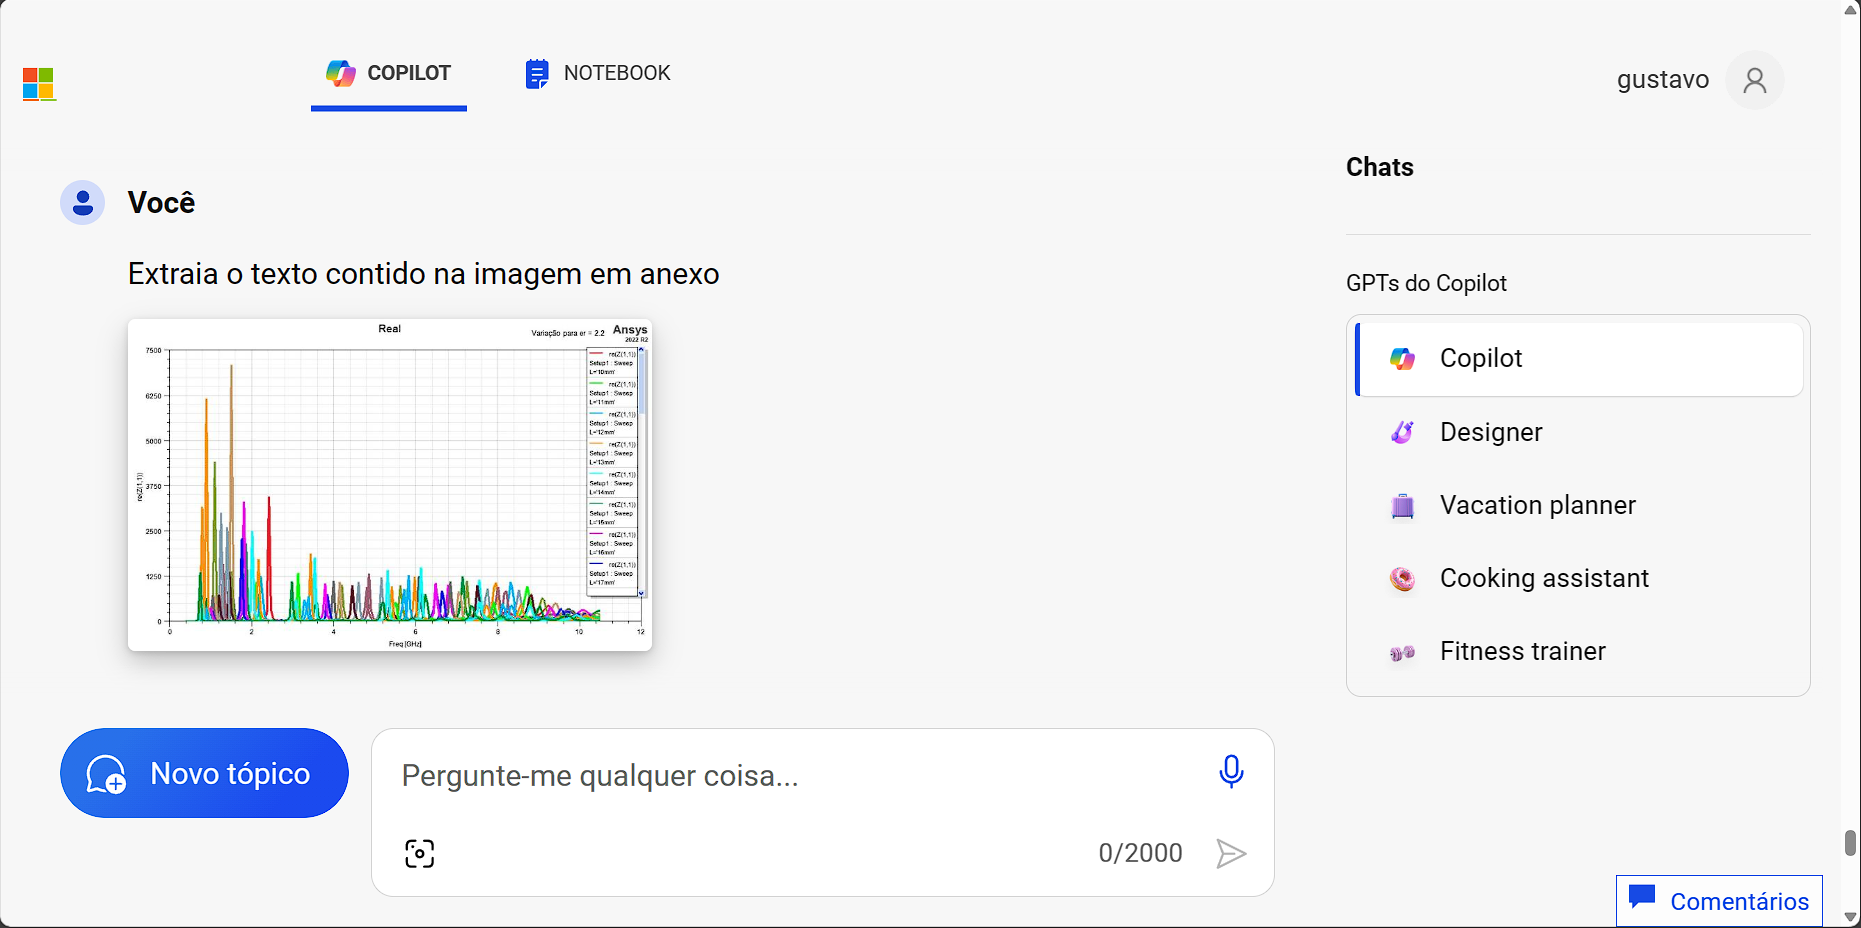 COPILOT
NOTEBOOK
gustavo
Chats
Você
Extraia o texto contido na imagem em anexo
GPTs do Copilot
Real
Variação para er = 2.2
Ansys
2022 R2
7500
6250
5000
3750
2500
1250
0
re(Z(1,1))
0
2
4
6
8
10
12
Freq [GHz]
re(Z(1,1))
Setup1 : Sweep
L='10mm'
re(Z(1,1))
Setup1 : Sweep
L='11mm'
re(Z(1,1))
Setup1 : Sweep
L='12mm'
re(Z(1,1))
Setup1 : Sweep
L='13mm'
re(Z(1,1))
Setup1 : Sweep
L='14mm'
re(Z(1,1))
Setup1 : Sweep
L='15mm'
re(Z(1,1))
Setup1 : Sweep
L='16mm'
re(Z(1,1))
Setup1 : Sweep
L='17mm'
Copilot
Designer
Vacation planner
Cooking assistant
Fitness trainer
Novo tópico
Pergunte-me qualquer coisa...
0/2000
Comentários